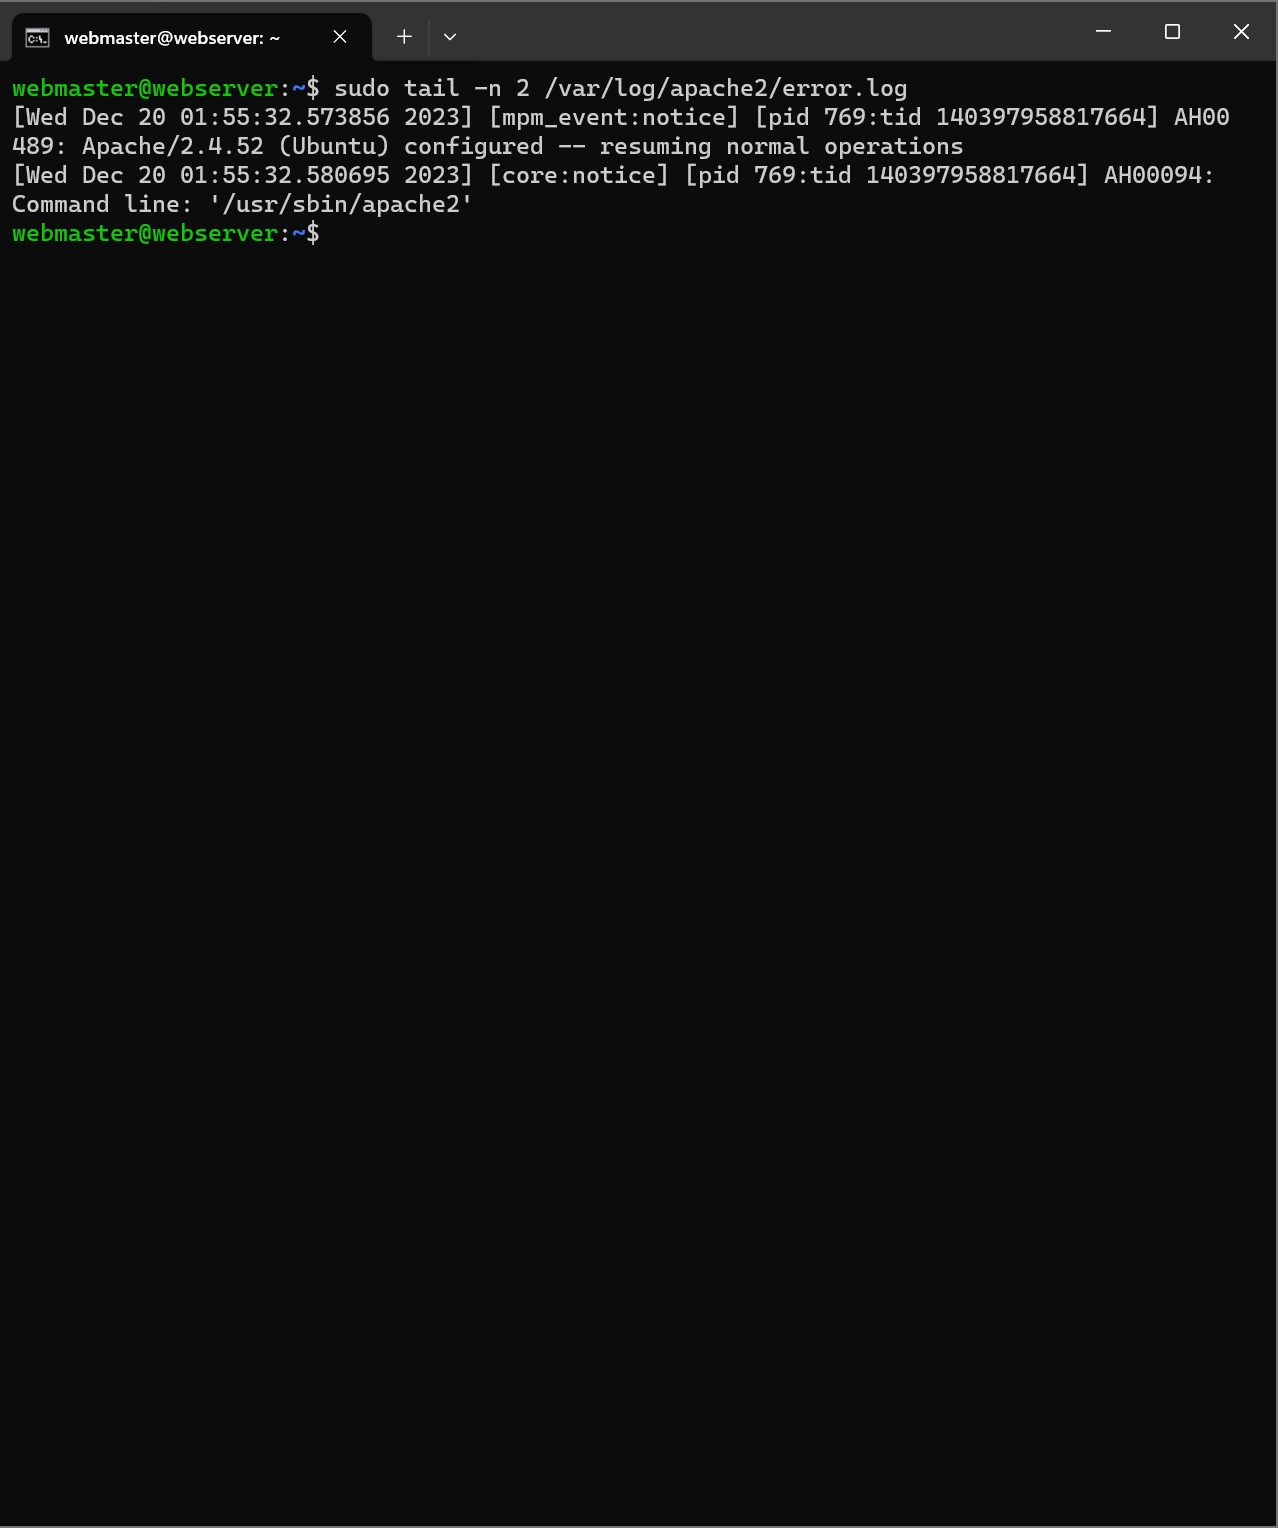 webmaster@webserver: ~
webmaster@webserver:~$ sudo tail -n 2 /var/log/apache2/error.log
[Wed Dec 20 01:55:32.573856 2023] [mpm_event:notice] [pid 769:tid 140397958817664] AH00
489: Apache/2.4.52 (Ubuntu) configured -- resuming normal operations
[Wed Dec 20 01:55:32.580695 2023] [core:notice] [pid 769:tid 140397958817664] AH00094:
Command line: '/usr/sbin/apache2'
webmaster@webserver:~$